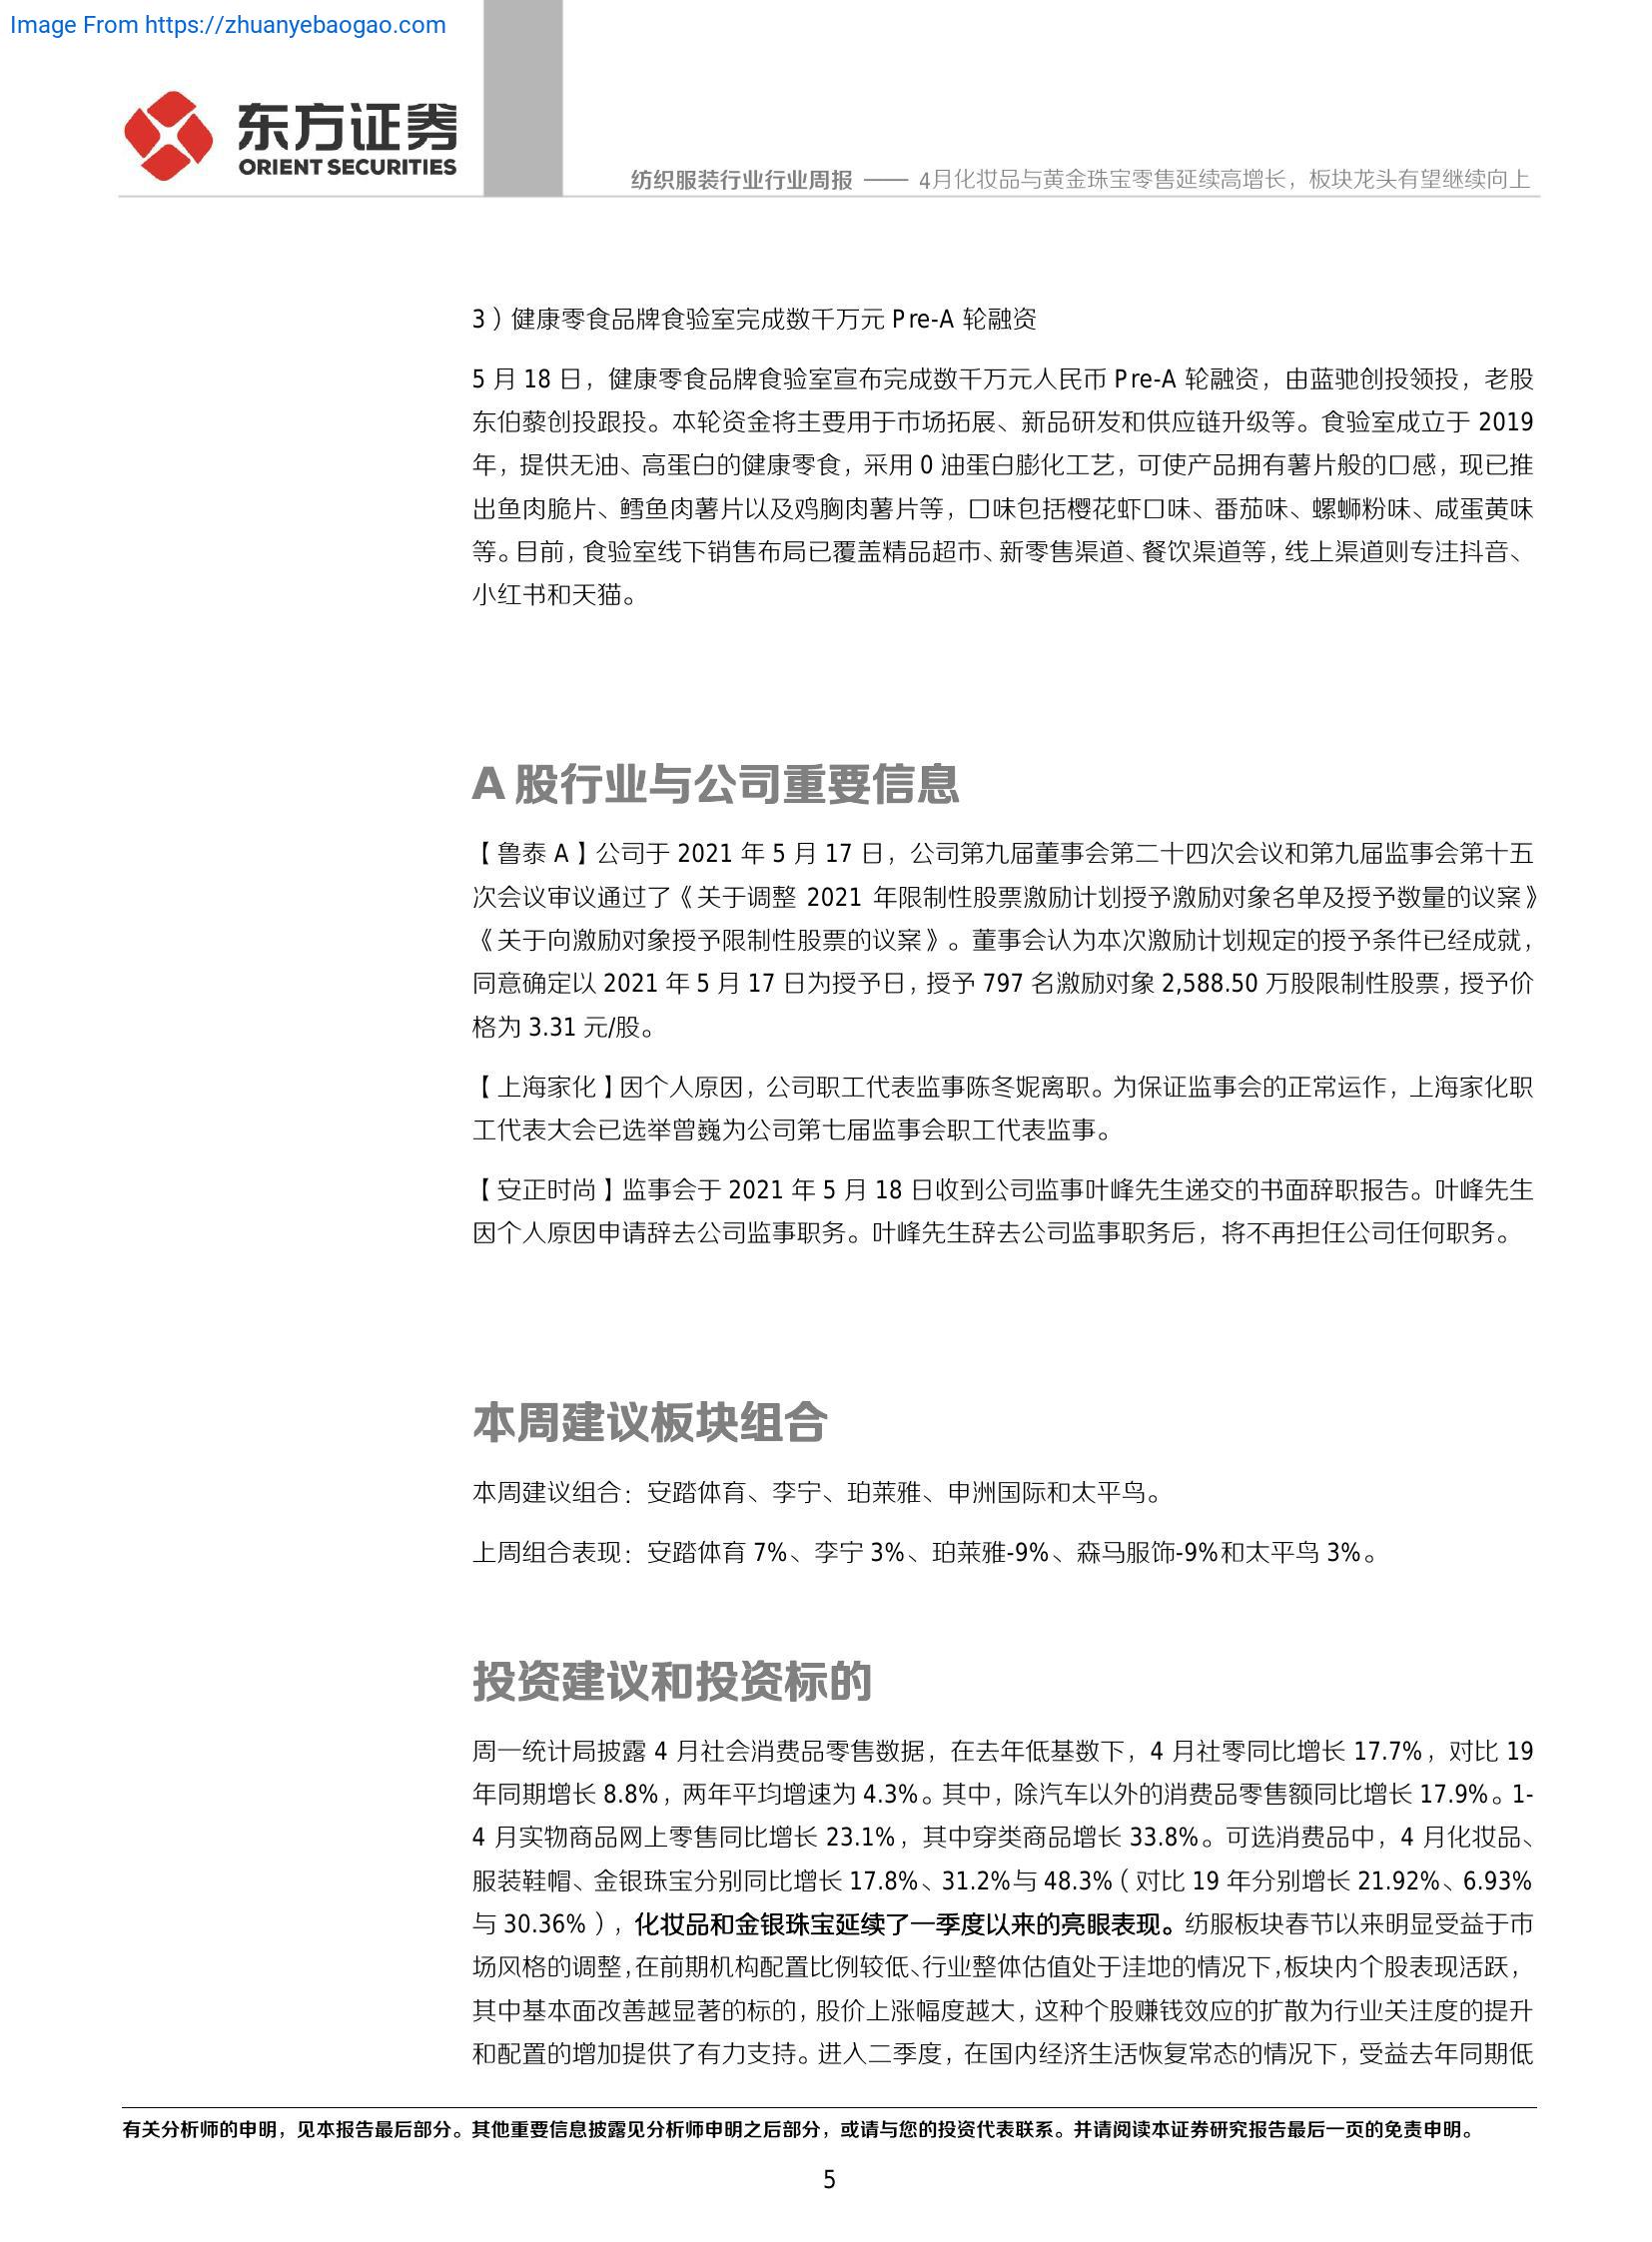 Image From https://zhuanyebaogao.com
东方证券
ORIENT SECURITIES
纺织服装行业行业周报 —— 4月化妆品与黄金珠宝零售延续高增长，板块龙头有望继续向上
3）健康零食品牌食验室完成数千万元 Pre-A 轮融资
5 月 18 日，健康零食品牌食验室宣布完成数千万元人民币 Pre-A 轮融资，由蓝驰创投领投，老股
东伯藜创投跟投。本轮资金将主要用于市场拓展、新品研发和供应链升级等。食验室成立于 2019
年，提供无油、高蛋白的健康零食，采用 0 油蛋白膨化工艺，可使产品拥有薯片般的口感，现已推
出鱼肉脆片、鳕鱼肉薯片以及鸡胸肉薯片等，口味包括樱花虾口味、番茄味、螺蛳粉味、咸蛋黄味
等。目前，食验室线下销售布局已覆盖精品超市、新零售渠道、餐饮渠道等，线上渠道则专注抖音、
小红书和天猫。
A 股行业与公司重要信息
【鲁泰 A】公司于 2021 年 5 月 17 日，公司第九届董事会第二十四次会议和第九届监事会第十五
次会议审议通过了《关于调整 2021 年限制性股票激励计划授予激励对象名单及授予数量的议案》
《关于向激励对象授予限制性股票的议案》。董事会认为本次激励计划规定的授予条件已经成就，
同意确定以 2021 年 5 月 17 日为授予日，授予 797 名激励对象 2,588.50 万股限制性股票，授予价
格为 3.31 元/股。
【上海家化】因个人原因，公司职工代表监事陈冬妮离职。为保证监事会的正常运作，上海家化职
工代表大会已选举曾巍为公司第七届监事会职工代表监事。
【安正时尚】监事会于 2021 年 5 月 18 日收到公司监事叶峰先生递交的书面辞职报告。叶峰先生
因个人原因申请辞去公司监事职务。叶峰先生辞去公司监事职务后，将不再担任公司任何职务。
本周建议板块组合
本周建议组合：安踏体育、李宁、珀莱雅、申洲国际和太平鸟。
上周组合表现：安踏体育 7%、李宁 3%、珀莱雅-9%、森马服饰-9%和太平鸟 3%。
投资建议和投资标的
周一统计局披露 4 月社会消费品零售数据，在去年低基数下，4 月社零同比增长 17.7%，对比 19
年同期增长 8.8%，两年平均增速为 4.3%。其中，除汽车以外的消费品零售额同比增长 17.9%。1-
4 月实物商品网上零售同比增长 23.1%，其中穿类商品增长 33.8%。可选消费品中，4 月化妆品、
服装鞋帽、金银珠宝分别同比增长 17.8%、31.2%与 48.3%（对比 19 年分别增长 21.92%、6.93%
与 30.36%），化妆品和金银珠宝延续了一季度以来的亮眼表现。纺服板块春节以来明显受益于市
场风格的调整，在前期机构配置比例较低、行业整体估值处于洼地的情况下，板块内个股表现活跃，
其中基本面改善越显著的标的，股价上涨幅度越大，这种个股赚钱效应的扩散为行业关注度的提升
和配置的增加提供了有力支持。进入二季度，在国内经济生活恢复常态的情况下，受益去年同期低
有关分析师的申明，见本报告最后部分。其他重要信息披露见分析师申明之后部分，或请与您的投资代表联系。并请阅读本证券研究报告最后一页的免责申明。
5